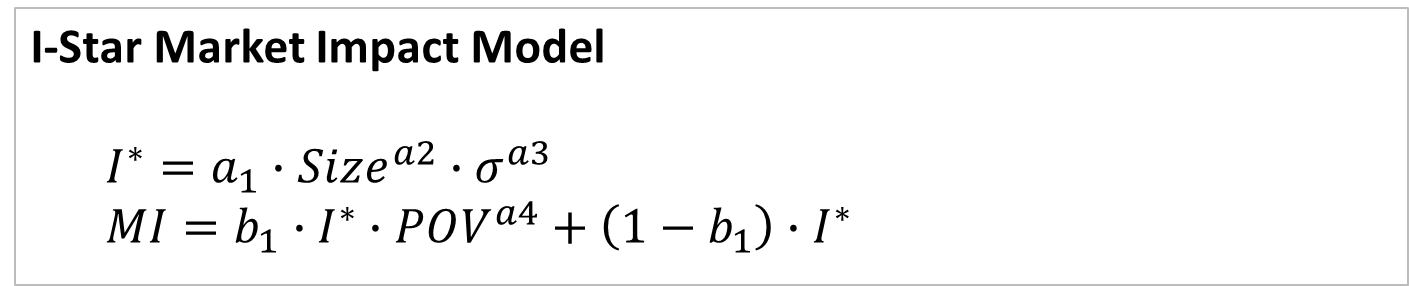 I-Star Market Impact Model
I* = a₁ · Size^a2 · σ^a3
MI = b₁ · I* · POV^a4 + (1 − b₁) · I*